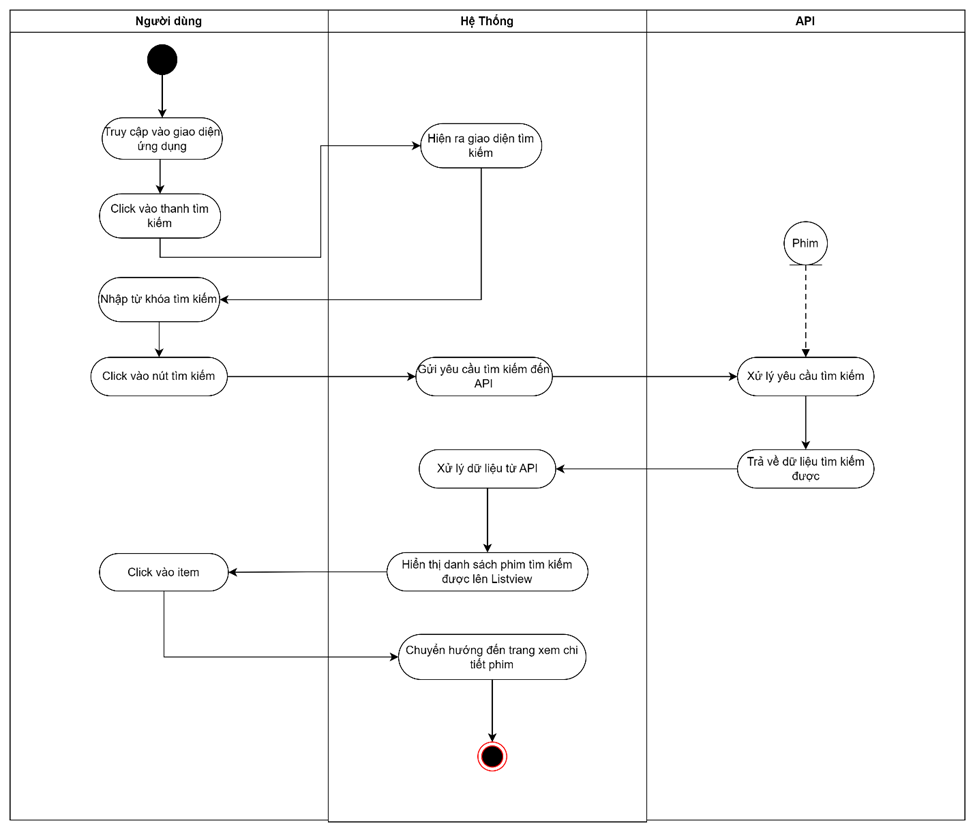 Người dùng
Hệ Thống
API
Truy cập vào giao diện
ứng dụng
Hiện ra giao diện tìm
kiếm
Click vào thanh tìm
kiếm
Phim
Nhập từ khóa tìm kiếm
Click vào nút tìm kiếm
Gửi yêu cầu tìm kiếm đến
API
Xử lý yêu cầu tìm kiếm
Xử lý dữ liệu từ API
Trả về dữ liệu tìm kiếm
được
Click vào item
Hiển thị danh sách phim tìm kiếm
được lên Listview
Chuyển hướng đến trang xem chi
tiết phim